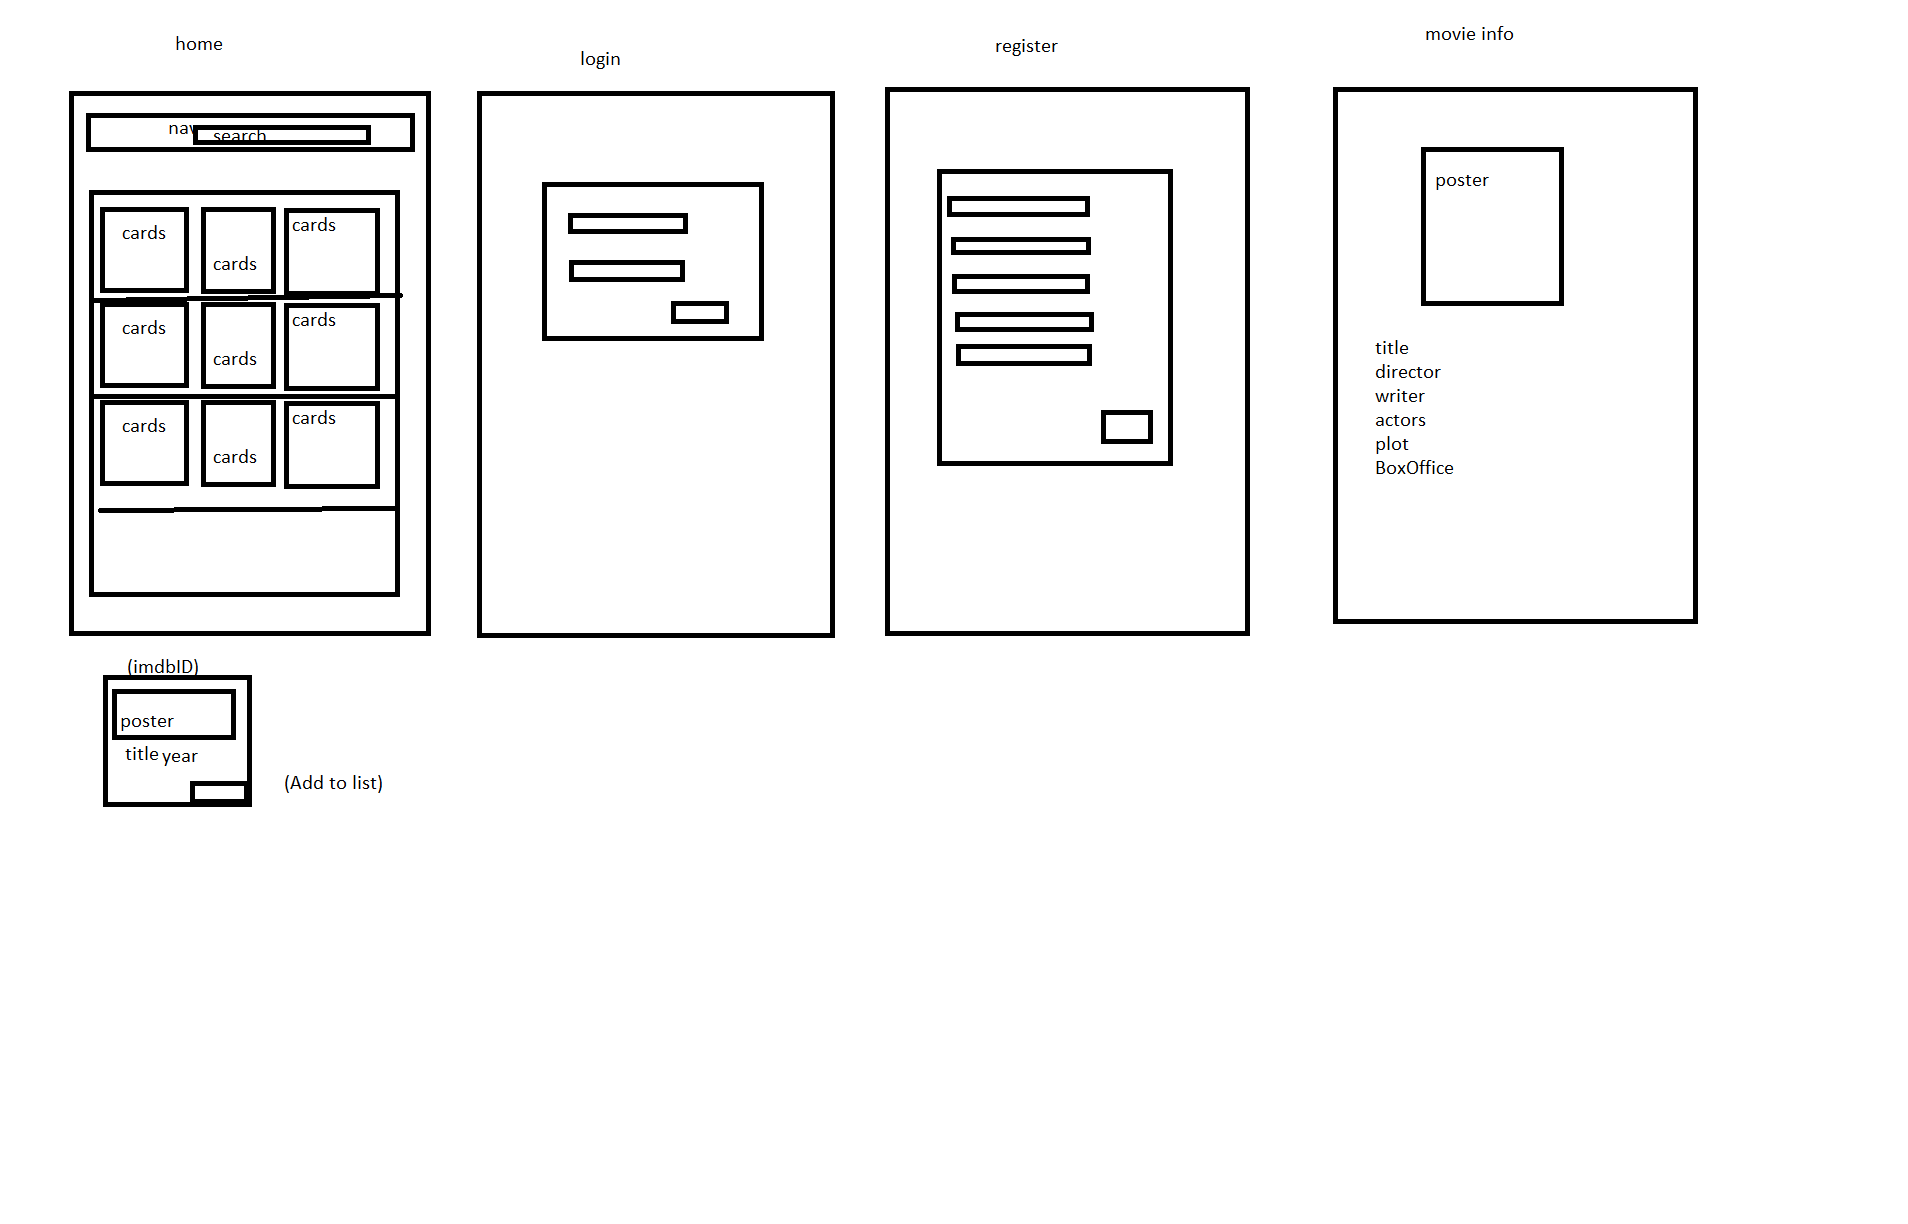 home
login
register
movie info
nav
search
cards
cards
cards
cards
cards
cards
cards
cards
cards
poster
title
director
writer
actors
plot
BoxOffice
(imdbID)
poster
title year
(Add to list)